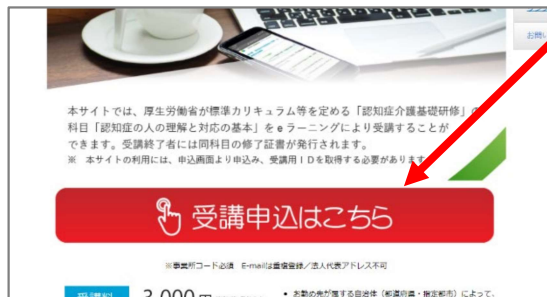 お問い
本サイトでは、厚生労働省が標準カリキュラム等を定める「認知症介護基礎研修」の
科目「認知症の人の理解と対応の基本」をeラーニングにより受講することが
できます。受講終了者には同科目の修了証書が発行されます。
※ 本サイトの利用には、申込画面より申込み、受講用IDを取得する必要があります
受講申込はこちら
※事業所コード必須 E-mailは重複登録/法人代表アドレス不可
受講料 3,000円
• お勤め先が属する自治体(都道府県・指定都市)によって、